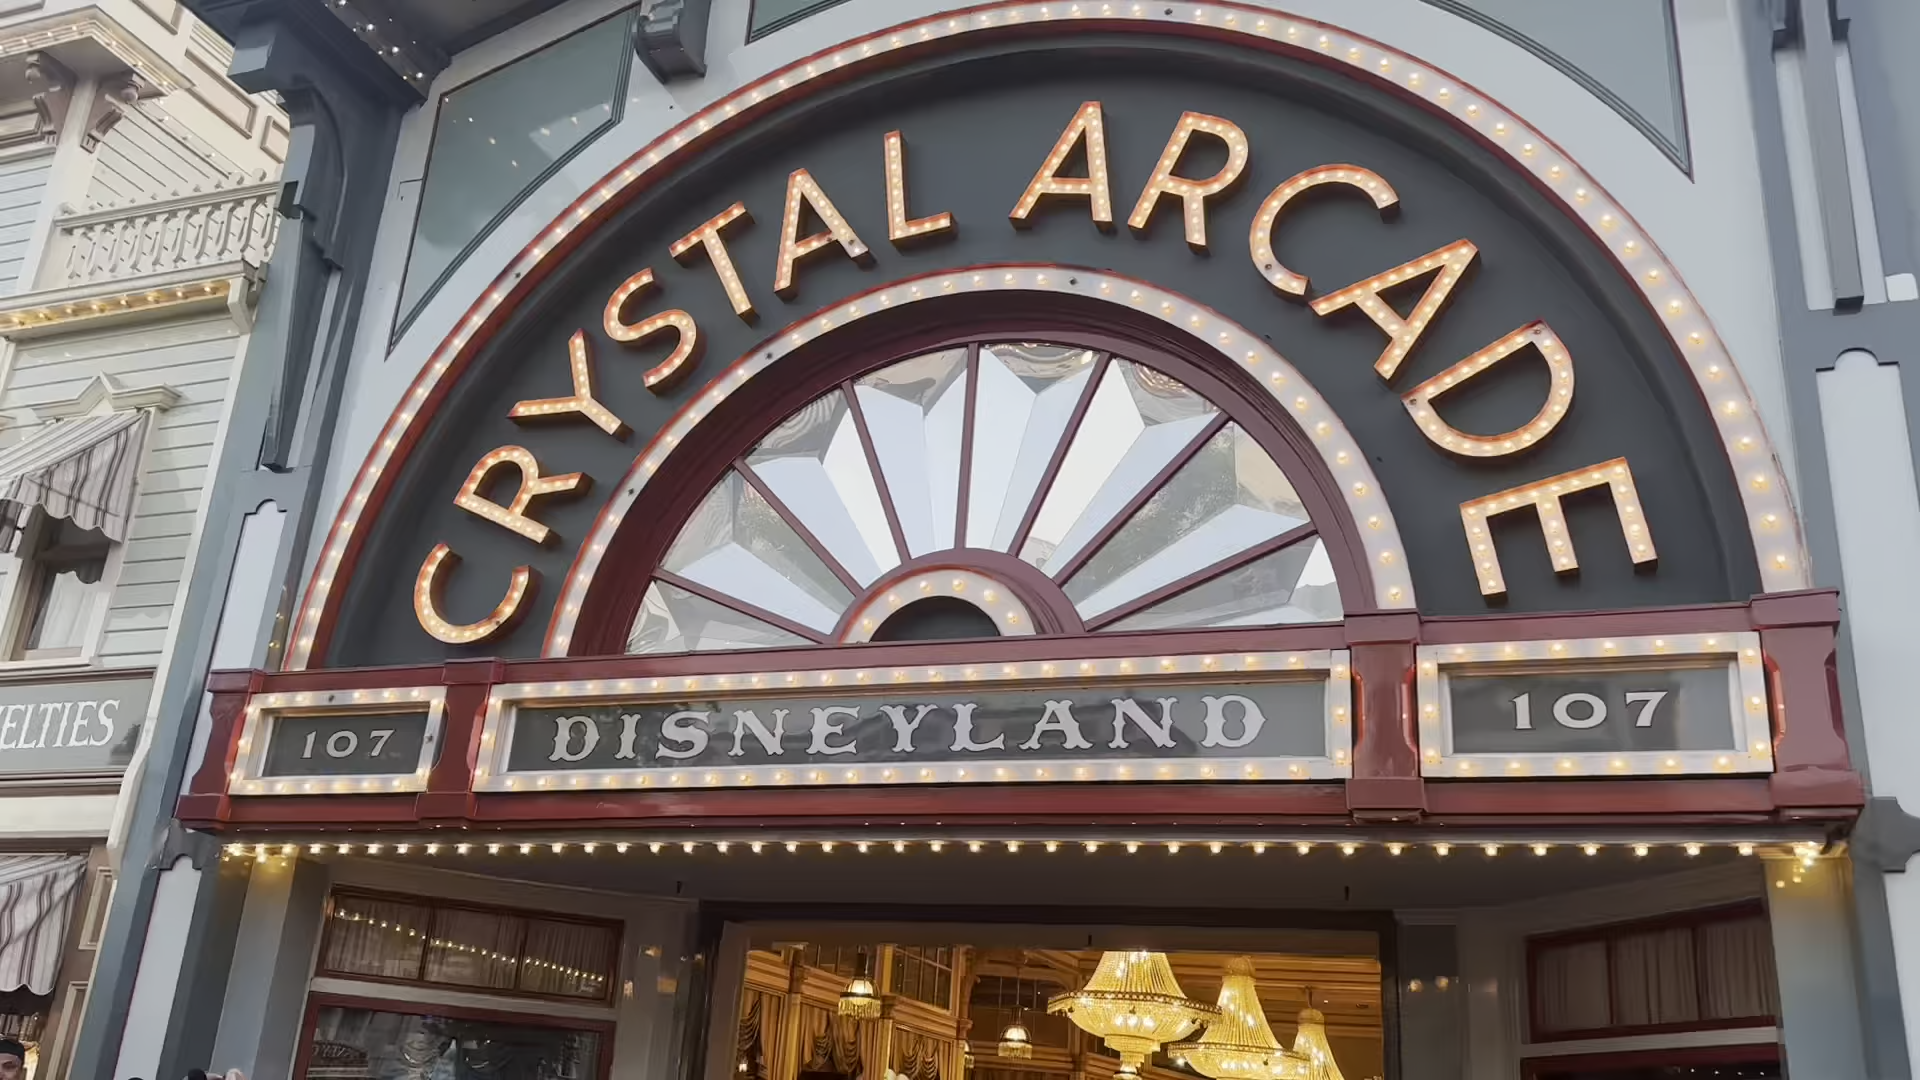 CRYSTAL ARCADE
107
DISNEYLAND
107
ELTIES